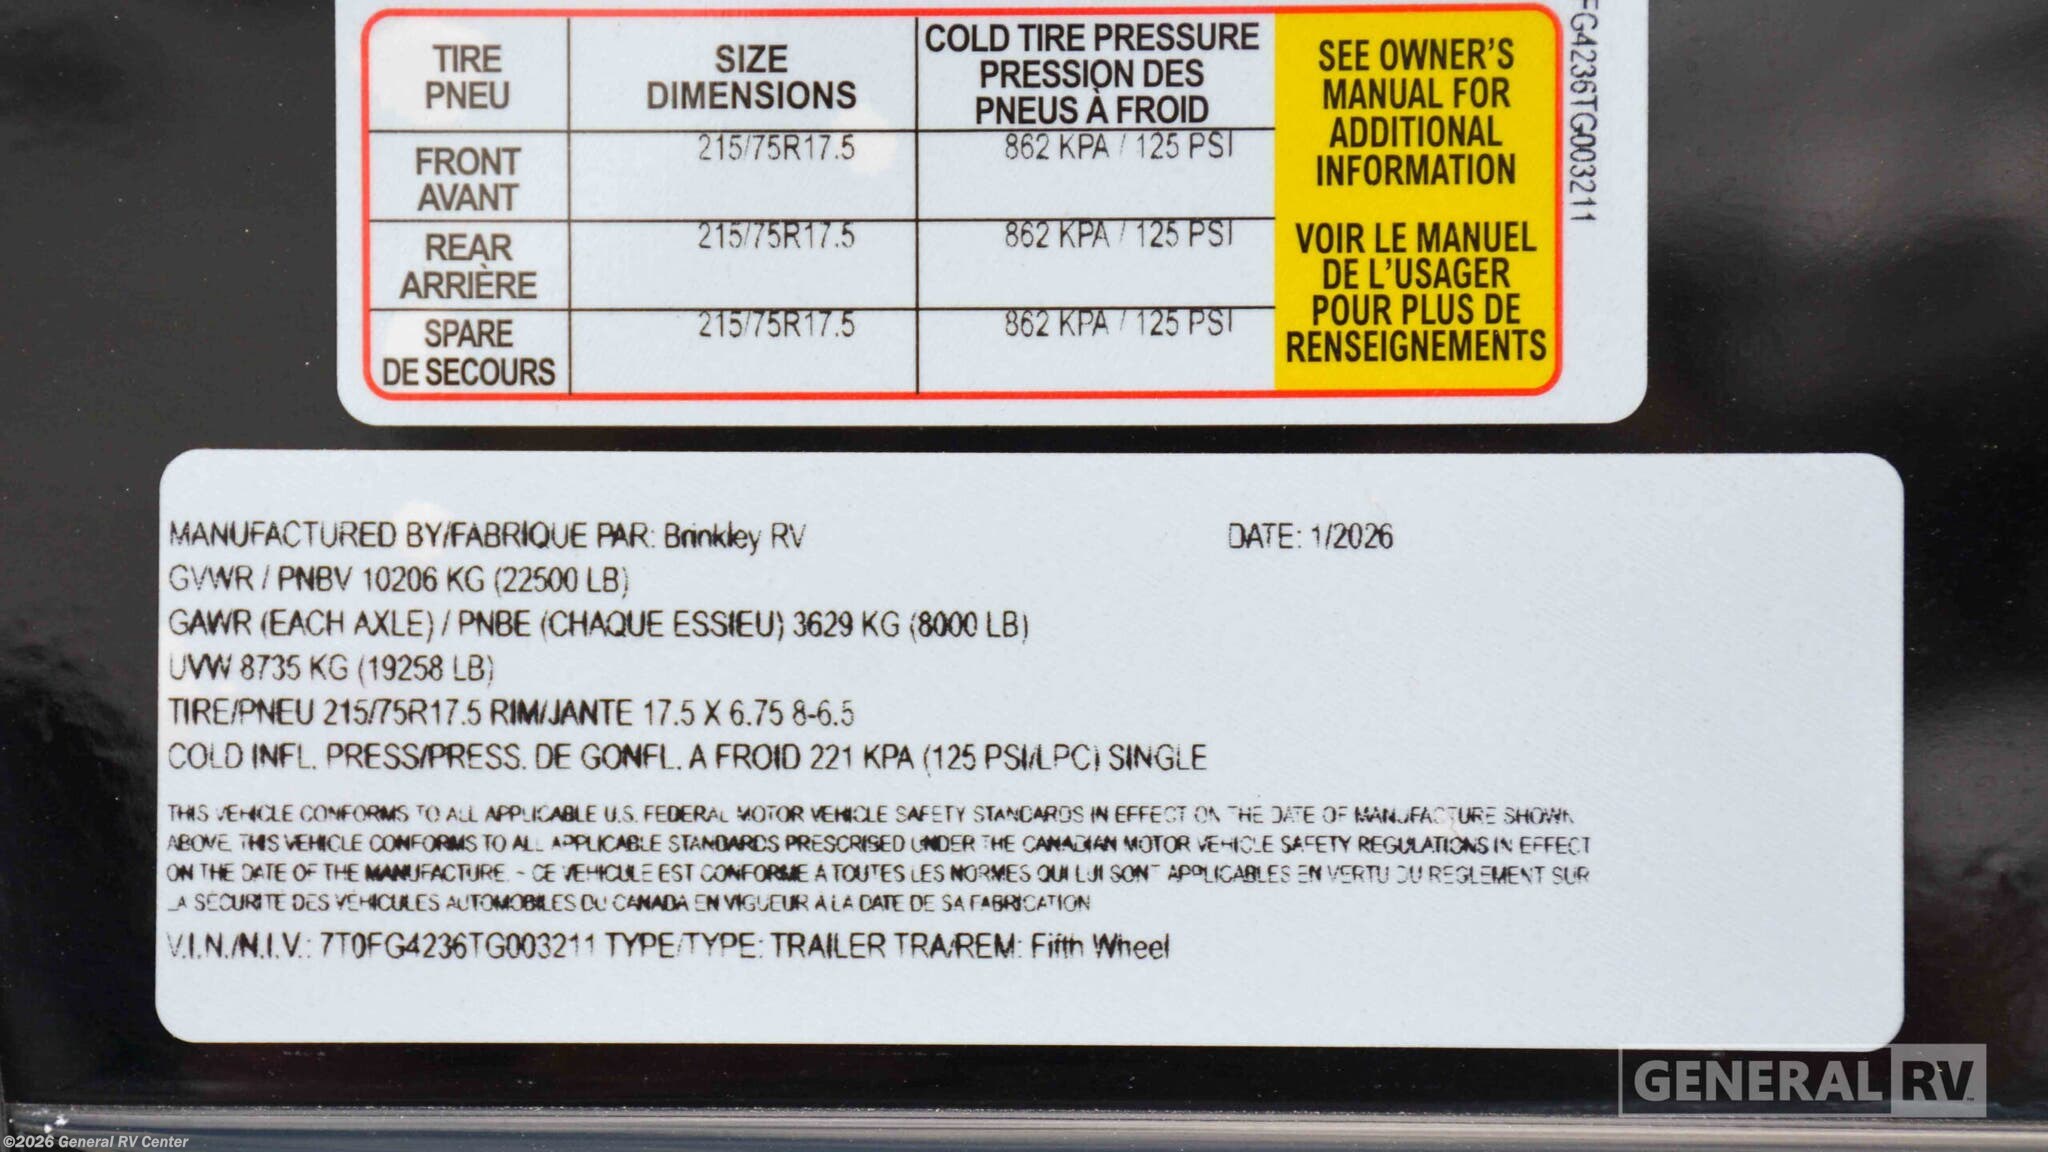 TIRE
PNEU
SIZE
DIMENSIONS
COLD TIRE PRESSURE
PRESSION DES
PNEUS À FROID
FRONT
AVANT
215/75R17.5
862 KPA / 125 PSI
REAR
ARRIÈRE
215/75R17.5
862 KPA / 125 PSI
SPARE
DE SECOURS
215/75R17.5
862 KPA / 125 PSI
SEE OWNER'S
MANUAL FOR
ADDITIONAL
INFORMATION
VOIR LE MANUEL
DE L'USAGER
POUR PLUS DE
RENSEIGNEMENTS
FG4236TG003211
MANUFACTURED BY/FABRIQUE PAR: Brinkley RV DATE: 1/2026
GVWR / PNBV 10206 KG (22500 LB)
GAWR (EACH AXLE) / PNBE (CHAQUE ESSIEU) 3629 KG (8000 LB)
UVW 8735 KG (19258 LB)
TIRE/PNEU 215/75R17.5 RIM/JANTE 17.5 X 6.75 8-6.5
COLD INFL. PRESS/PRESS. DE GONFL. A FROID 221 KPA (125 PSI/LPC) SINGLE
THIS VEHICLE CONFORMS TO ALL APPLICABLE U.S. FEDERAL MOTOR VEHICLE SAFETY STANDARDS IN EFFECT ON THE DATE OF MANUFACTURE SHOWN
ABOVE. THIS VEHICLE CONFORMS TO ALL APPLICABLE STANDARDS PRESCRISED UNDER THE CANADIAN MOTOR VEHICLE SAFETY REGULATIONS IN EFFECT
ON THE DATE OF THE MANUFACTURE. - CE VEHICULE EST CONFORME A TOUTES LES NORMES QUI LUI SONT APPLICABLES EN VERTU DU REGLEMENT SUR
LA SECURITE DES VEHICULES AUTOMOBILES DU CANADA EN VIGUEUR A LA DATE DE SA FABRICATION
V.I.N./N.I.V.: 7T0FG4236TG003211 TYPE/TYPE: TRAILER TRA/REM: Fifth Wheel
GENERAL RV
©2026 General RV Center